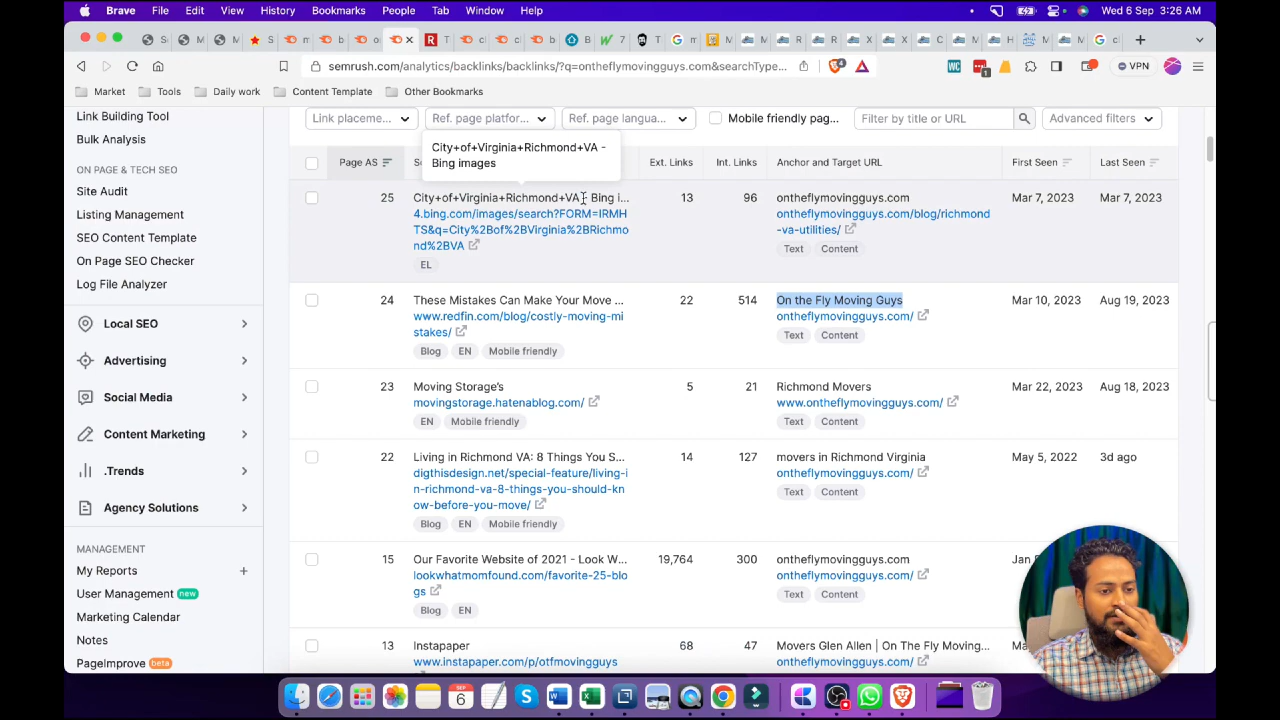 Brave File Edit View History Bookmarks People Tab Window Help Wed 6 Sep 3:26 AM
semrush.com/analytics/backlinks/backlinks/?q=ontheflymovingguys.com&searchType... 4 WC 1 VPN
Market Tools Daily work Content Template Other Bookmarks
Link Building Tool
Bulk Analysis
ON PAGE & TECH SEO
Site Audit
Listing Management
SEO Content Template
On Page SEO Checker
Log File Analyzer
Local SEO
Advertising
Social Media
Content Marketing
.Trends
Agency Solutions
MANAGEMENT
My Reports +
User Management new
Marketing Calendar
Notes
PageImprove beta
Link placeme... Ref. page platfor... Ref. page langua... Mobile friendly pag... Filter by title or URL Advanced filters
City+of+Virginia+Richmond+VA -
Bing images
Page AS Ext. Links Int. Links Anchor and Target URL First Seen Last Seen
25 City+of+Virginia+Richmond+VA - Bing i... 13 96 ontheflymovingguys.com Mar 7, 2023 Mar 7, 2023
4.bing.com/images/search?FORM=IRMH ontheflymovingguys.com/blog/richmond
TS&q=City%2Bof%2BVirginia%2BRichmo -va-utilities/
nd%2BVA Text Content
EL
24 These Mistakes Can Make Your Move ... 22 514 On the Fly Moving Guys Mar 10, 2023 Aug 19, 2023
www.redfin.com/blog/costly-moving-mi ontheflymovingguys.com/
stakes/ Text Content
Blog EN Mobile friendly
23 Moving Storage's 5 21 Richmond Movers Mar 22, 2023 Aug 18, 2023
movingstorage.hatenablog.com/ www.ontheflymovingguys.com/
EN Mobile friendly Text Content
22 Living in Richmond VA: 8 Things You S... 14 127 movers in Richmond Virginia May 5, 2022 3d ago
digthisdesign.net/special-feature/living-i ontheflymovingguys.com/
n-richmond-va-8-things-you-should-kn Text Content
ow-before-you-move/
Blog EN Mobile friendly
15 Our Favorite Website of 2021 - Look W... 19,764 300 ontheflymovingguys.com Jan
lookwhatmomfound.com/favorite-25-blo ontheflymovingguys.com/
gs Text Content
Blog EN
13 Instapaper 68 47 Movers Glen Allen | On The Fly Moving...
www.instapaper.com/p/otfmovingguys ontheflymovingguys.com/